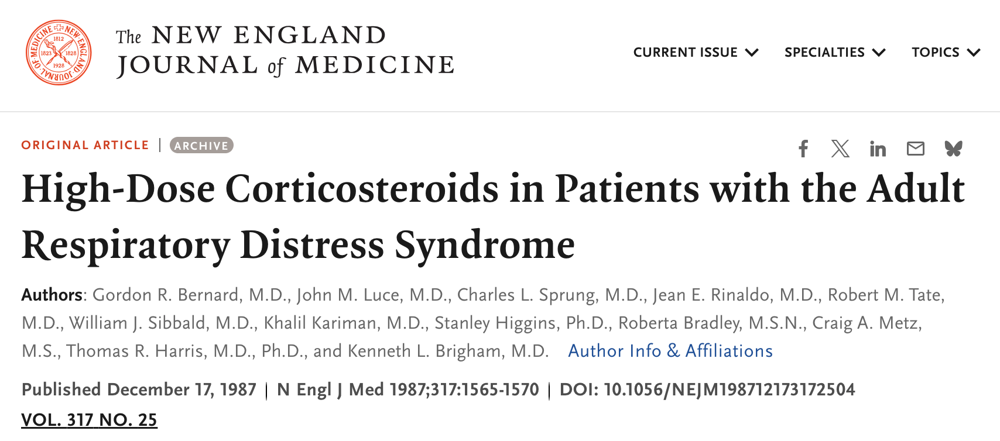 The NEW ENGLAND
JOURNAL of MEDICINE
NEW·ENGLAND·JOURNAL·OF·MEDICINE
1812
1823 1828
1928
CURRENT ISSUE SPECIALTIES TOPICS
ORIGINAL ARTICLE | ARCHIVE
High-Dose Corticosteroids in Patients with the Adult
Respiratory Distress Syndrome
Authors: Gordon R. Bernard, M.D., John M. Luce, M.D., Charles L. Sprung, M.D., Jean E. Rinaldo, M.D., Robert M. Tate,
M.D., William J. Sibbald, M.D., Khalil Kariman, M.D., Stanley Higgins, Ph.D., Roberta Bradley, M.S.N., Craig A. Metz,
M.S., Thomas R. Harris, M.D., Ph.D., and Kenneth L. Brigham, M.D. Author Info & Affiliations
Published December 17, 1987 | N Engl J Med 1987;317:1565-1570 | DOI: 10.1056/NEJM198712173172504
VOL. 317 NO. 25